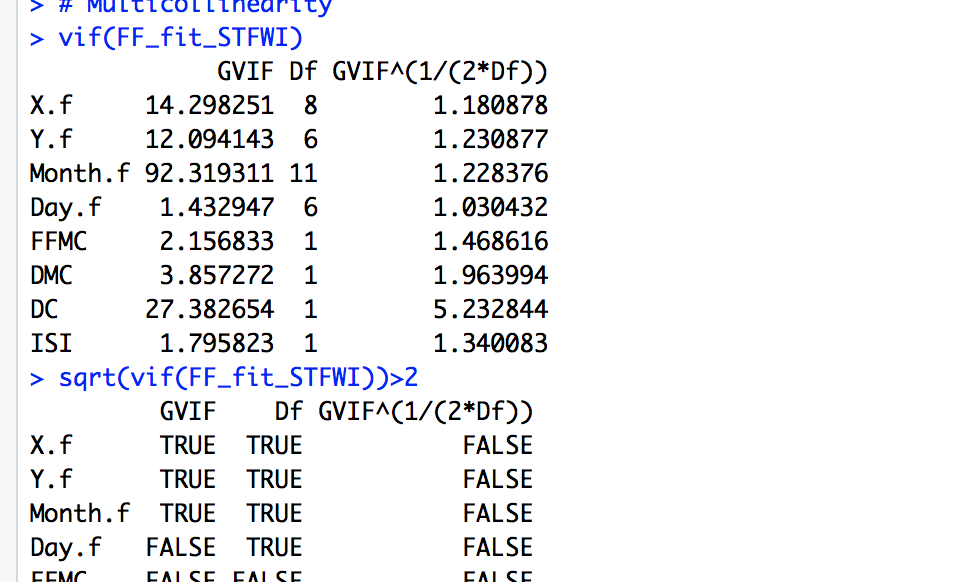 > # Multicollinearity
> vif(FF_fit_STFWI)
GVIF Df GVIF^(1/(2*Df))
X.f 14.298251 8 1.180878
Y.f 12.094143 6 1.230877
Month.f 92.319311 11 1.228376
Day.f 1.432947 6 1.030432
FFMC 2.156833 1 1.468616
DMC 3.857272 1 1.963994
DC 27.382654 1 5.232844
ISI 1.795823 1 1.340083
> sqrt(vif(FF_fit_STFWI))>2
GVIF Df GVIF^(1/(2*Df))
X.f TRUE TRUE FALSE
Y.f TRUE TRUE FALSE
Month.f TRUE TRUE FALSE
Day.f FALSE TRUE FALSE
FFMC FALSE FALSE FALSE